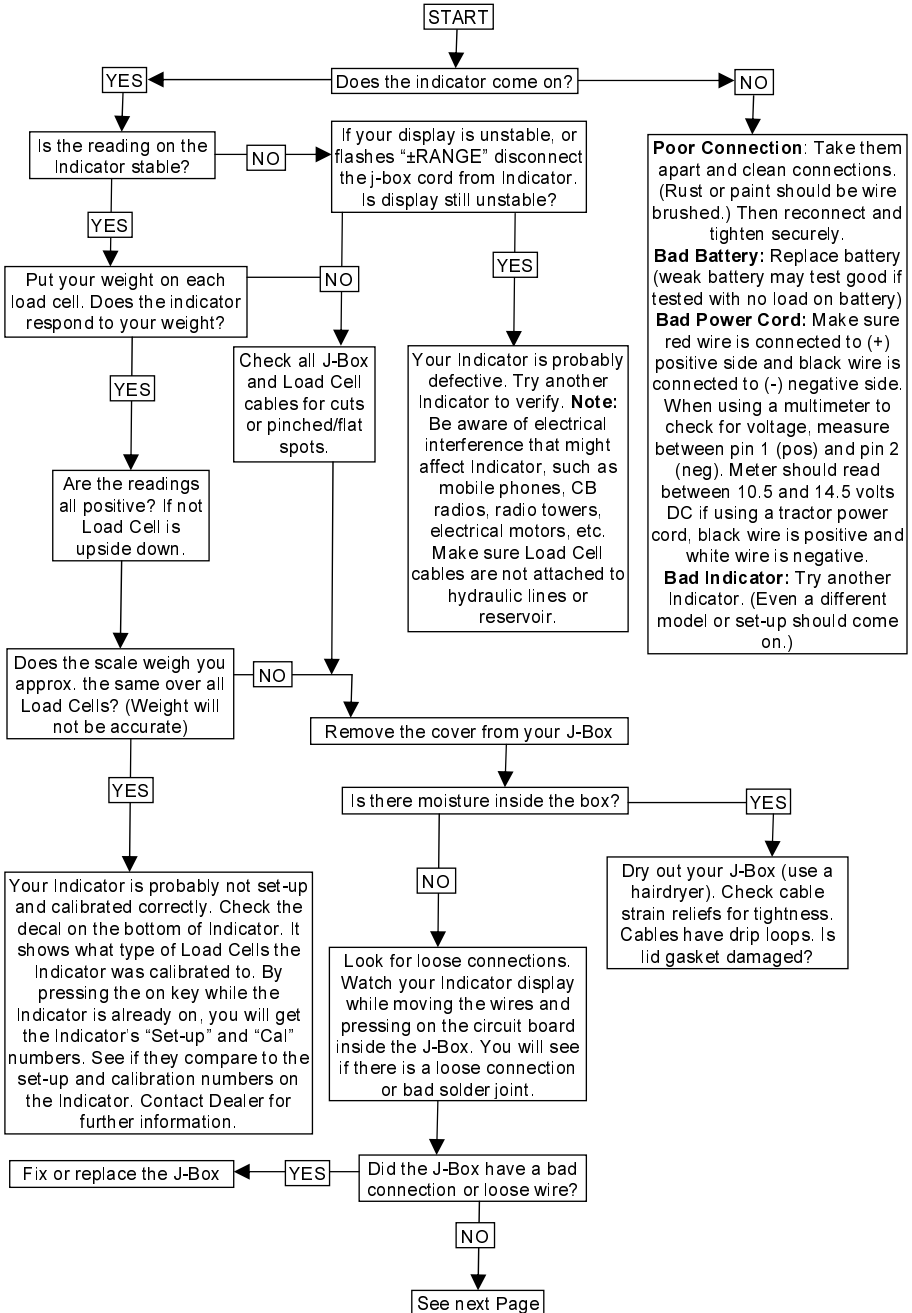 START
YES
Does the indicator come on?
NO
Is the reading on the
Indicator stable?
NO
If your display is unstable, or
flashes “±RANGE” disconnect
the j-box cord from Indicator.
Is display still unstable?
Poor Connection: Take them
apart and clean connections.
(Rust or paint should be wire
brushed.) Then reconnect and
tighten securely.
Bad Battery: Replace battery
(weak battery may test good if
tested with no load on battery)
Bad Power Cord: Make sure
red wire is connected to (+)
positive side and black wire is
connected to (-) negative side.
When using a multimeter to
check for voltage, measure
between pin 1 (pos) and pin 2
(neg). Meter should read
between 10.5 and 14.5 volts
DC if using a tractor power
cord, black wire is positive and
white wire is negative.
Bad Indicator: Try another
Indicator. (Even a different
model or set-up should come
on.)
YES
YES
Put your weight on each
load cell. Does the indicator
respond to your weight?
NO
YES
Check all J-Box
and Load Cell
cables for cuts
or pinched/flat
spots.
Your Indicator is probably
defective. Try another
Indicator to verify. Note:
Be aware of electrical
interference that might
affect Indicator, such as
mobile phones, CB
radios, radio towers,
electrical motors, etc.
Make sure Load Cell
cables are not attached to
hydraulic lines or
reservoir.
Are the readings
all positive? If not
Load Cell is
upside down.
Does the scale weigh you
approx. the same over all
Load Cells? (Weight will
not be accurate)
NO
Remove the cover from your J-Box
YES
Is there moisture inside the box?
YES
NO
Dry out your J-Box (use a
hairdryer). Check cable
strain reliefs for tightness.
Cables have drip loops. Is
lid gasket damaged?
Your Indicator is probably not set-up
and calibrated correctly. Check the
decal on the bottom of Indicator. It
shows what type of Load Cells the
Indicator was calibrated to. By
pressing the on key while the
Indicator is already on, you will get
the Indicator’s “Set-up” and “Cal”
numbers. See if they compare to the
set-up and calibration numbers on
the Indicator. Contact Dealer for
further information.
Look for loose connections.
Watch your Indicator display
while moving the wires and
pressing on the circuit board
inside the J-Box. You will see
if there is a loose connection
or bad solder joint.
Did the J-Box have a bad
connection or loose wire?
YES
Fix or replace the J-Box
NO
See next Page